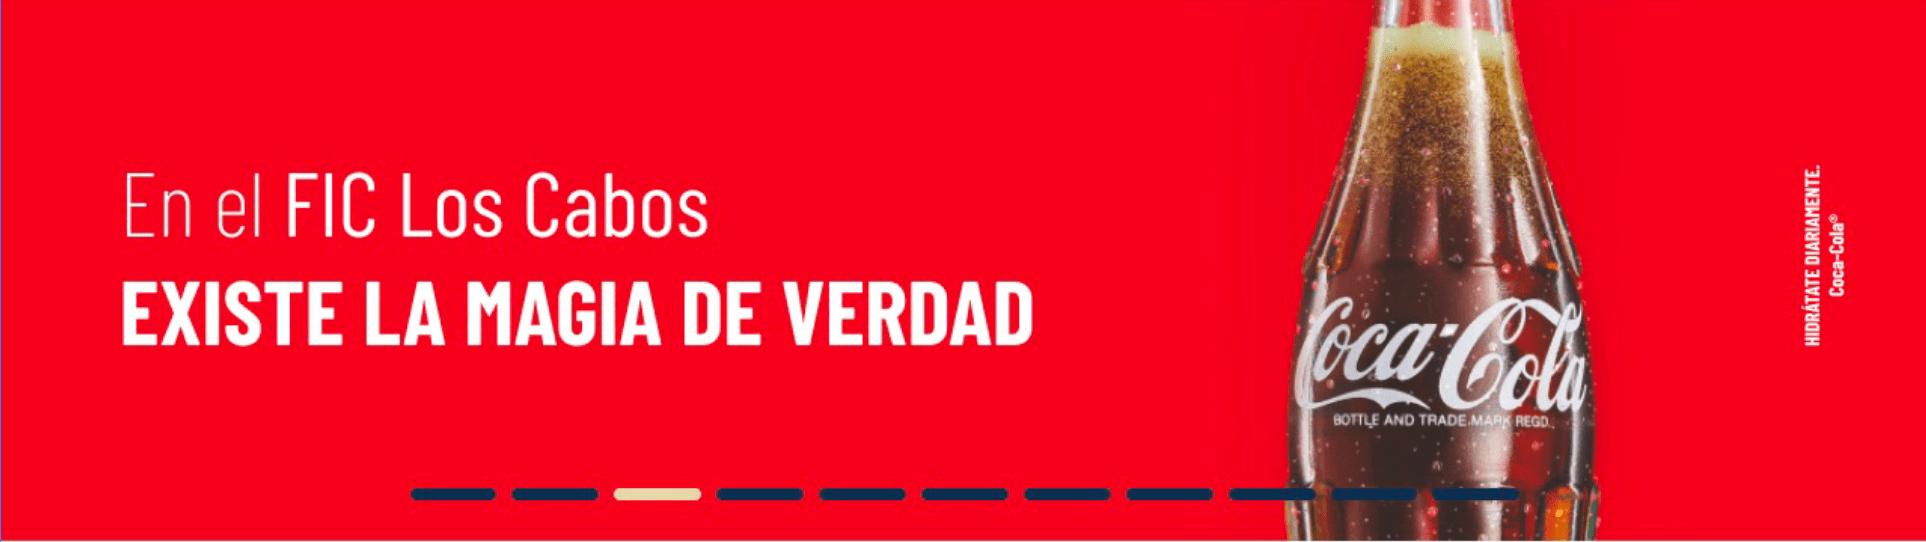 En el FIC Los Cabos
EXISTE LA MAGIA DE VERDAD
Coca-Cola
BOTTLE AND TRADE MARK REGD.
HIDRÁTATE DIARIAMENTE.
Coca-Cola®